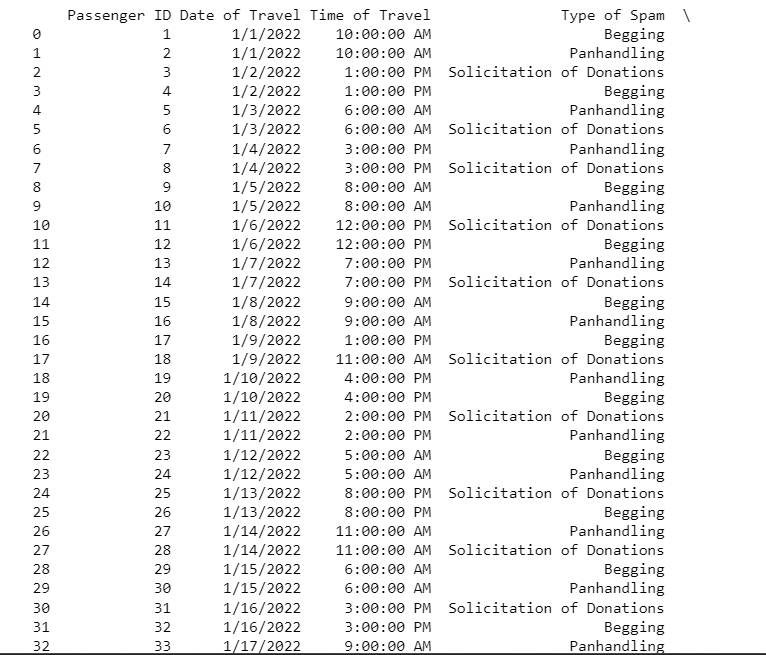 Passenger ID Date of Travel Time of Travel Type of Spam \
0 1 1/1/2022 10:00:00 AM Begging
1 2 1/1/2022 10:00:00 AM Panhandling
2 3 1/2/2022 1:00:00 PM Solicitation of Donations
3 4 1/2/2022 1:00:00 PM Begging
4 5 1/3/2022 6:00:00 AM Panhandling
5 6 1/3/2022 6:00:00 AM Solicitation of Donations
6 7 1/4/2022 3:00:00 PM Panhandling
7 8 1/4/2022 3:00:00 PM Solicitation of Donations
8 9 1/5/2022 8:00:00 AM Begging
9 10 1/5/2022 8:00:00 AM Panhandling
10 11 1/6/2022 12:00:00 PM Solicitation of Donations
11 12 1/6/2022 12:00:00 PM Begging
12 13 1/7/2022 7:00:00 PM Panhandling
13 14 1/7/2022 7:00:00 PM Solicitation of Donations
14 15 1/8/2022 9:00:00 AM Begging
15 16 1/8/2022 9:00:00 AM Panhandling
16 17 1/9/2022 1:00:00 PM Begging
17 18 1/9/2022 11:00:00 AM Solicitation of Donations
18 19 1/10/2022 4:00:00 PM Panhandling
19 20 1/10/2022 4:00:00 PM Begging
20 21 1/11/2022 2:00:00 PM Solicitation of Donations
21 22 1/11/2022 2:00:00 PM Panhandling
22 23 1/12/2022 5:00:00 AM Begging
23 24 1/12/2022 5:00:00 AM Panhandling
24 25 1/13/2022 8:00:00 PM Solicitation of Donations
25 26 1/13/2022 8:00:00 PM Begging
26 27 1/14/2022 11:00:00 AM Panhandling
27 28 1/14/2022 11:00:00 AM Solicitation of Donations
28 29 1/15/2022 6:00:00 AM Begging
29 30 1/15/2022 6:00:00 AM Panhandling
30 31 1/16/2022 3:00:00 PM Solicitation of Donations
31 32 1/16/2022 3:00:00 PM Begging
32 33 1/17/2022 9:00:00 AM Panhandling